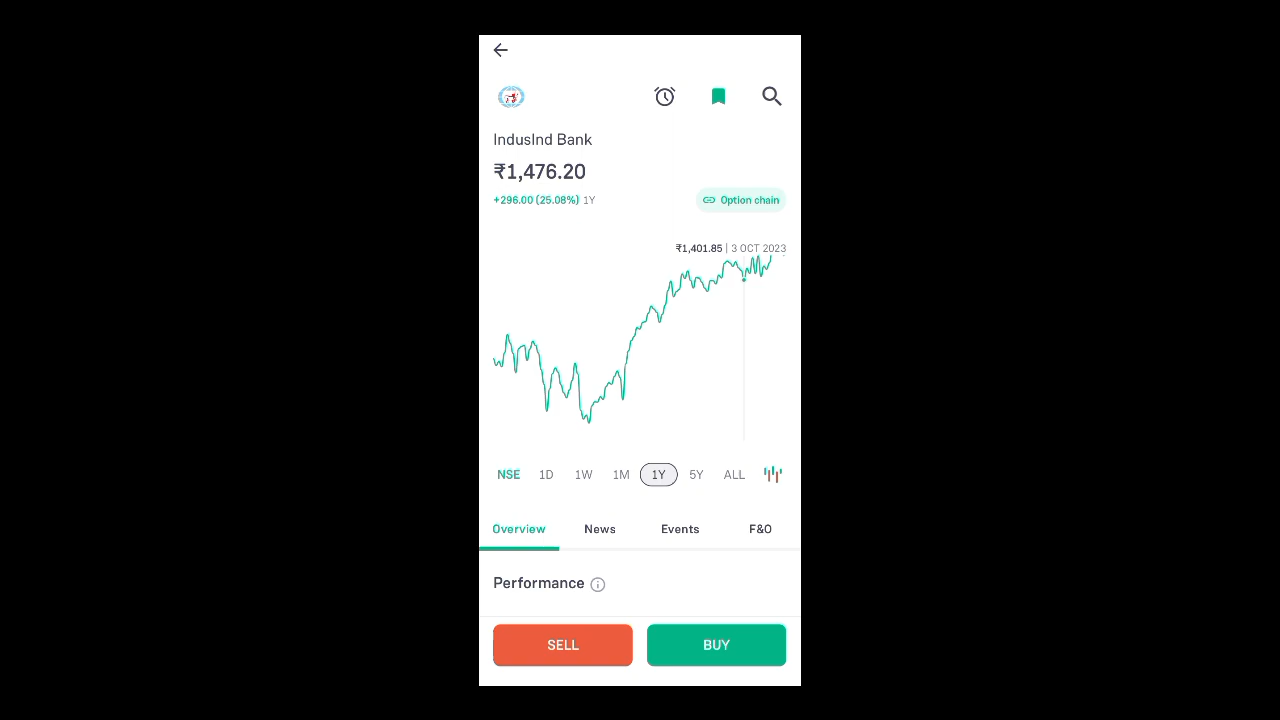 IndusInd Bank
₹1,476.20
+296.00 (25.08%) 1Y
Option chain
₹1,401.85 | 3 OCT 2023
NSE 1D 1W 1M 1Y 5Y ALL
Overview News Events F&O
Performance
SELL BUY